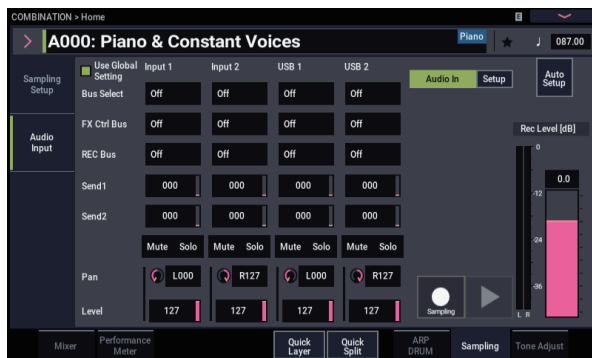 COMBINATION > Home
E
> A000: Piano & Constant Voices
Piano
♩ 087.00
Sampling Setup
Audio Input
Use Global Setting
Input 1 Input 2 USB 1 USB 2
Audio In Setup
Auto Setup
Bus Select Off Off Off Off
FX Ctrl Bus Off Off Off Off
REC Bus Off Off Off Off
Send1 000 000 000 000
Send2 000 000 000 000
Mute Solo Mute Solo Mute Solo Mute Solo
Pan L000 R127 L000 R127
Level 127 127 127 127
Rec Level [dB]
0
0.0
-12
-24
-36
L R
Sampling
Mixer
Performance Meter
Quick Layer
Quick Split
ARP DRUM
Sampling
Tone Adjust